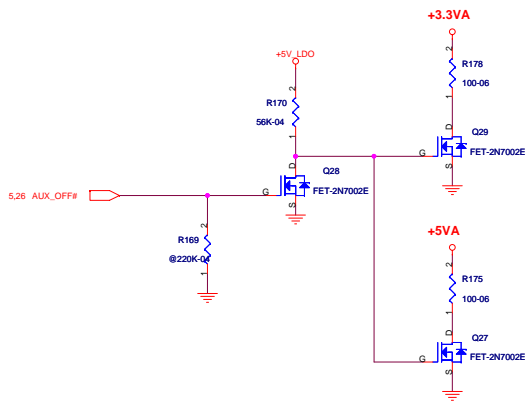 +3.3VA
2
R178
100-06
1
+5V_LDO
2
R170
56K-04
1
D
Q29
G
FET-2N7002E
S
D
Q28
G
FET-2N7002E
S
5,26 AUX_OFF#
2
R169
@220K-04
1
+5VA
2
R175
100-06
1
D
Q27
G
FET-2N7002E
S